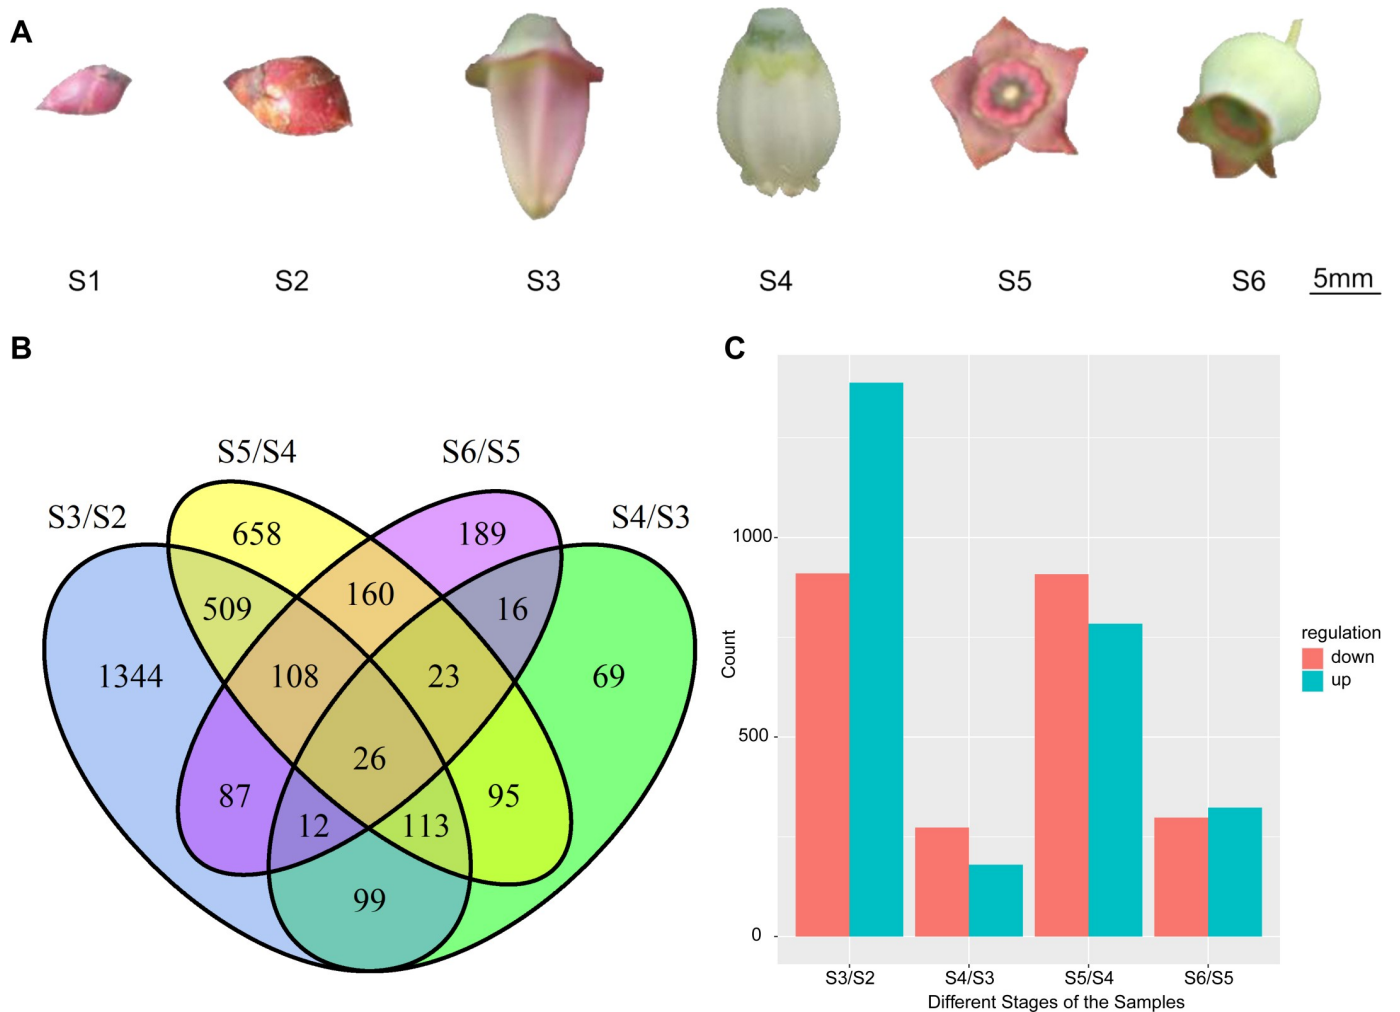 A
S1 S2 S3 S4 S5 S6 5mm
B
S5/S4 S6/S5
S3/S2 S4/S3
658 189
509 160 16
1344 108 23 69
26
87 95
12 113
99
C
1000
500
0
Count
S3/S2 S4/S3 S5/S4 S6/S5
Different Stages of the Samples
regulation
down
up